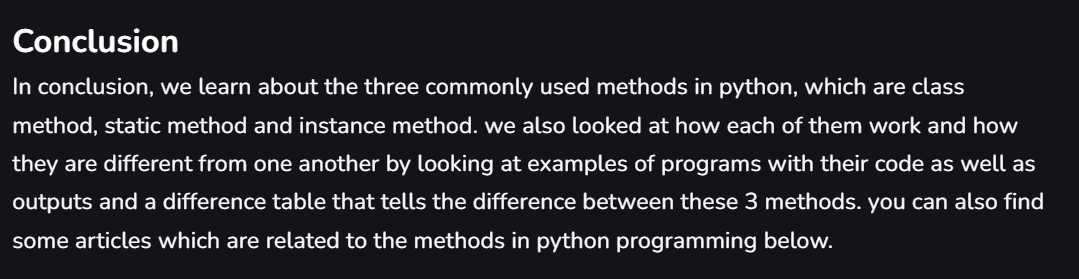 Conclusion
In conclusion, we learn about the three commonly used methods in python, which are class
method, static method and instance method. we also looked at how each of them work and how
they are different from one another by looking at examples of programs with their code as well as
outputs and a difference table that tells the difference between these 3 methods. you can also find
some articles which are related to the methods in python programming below.